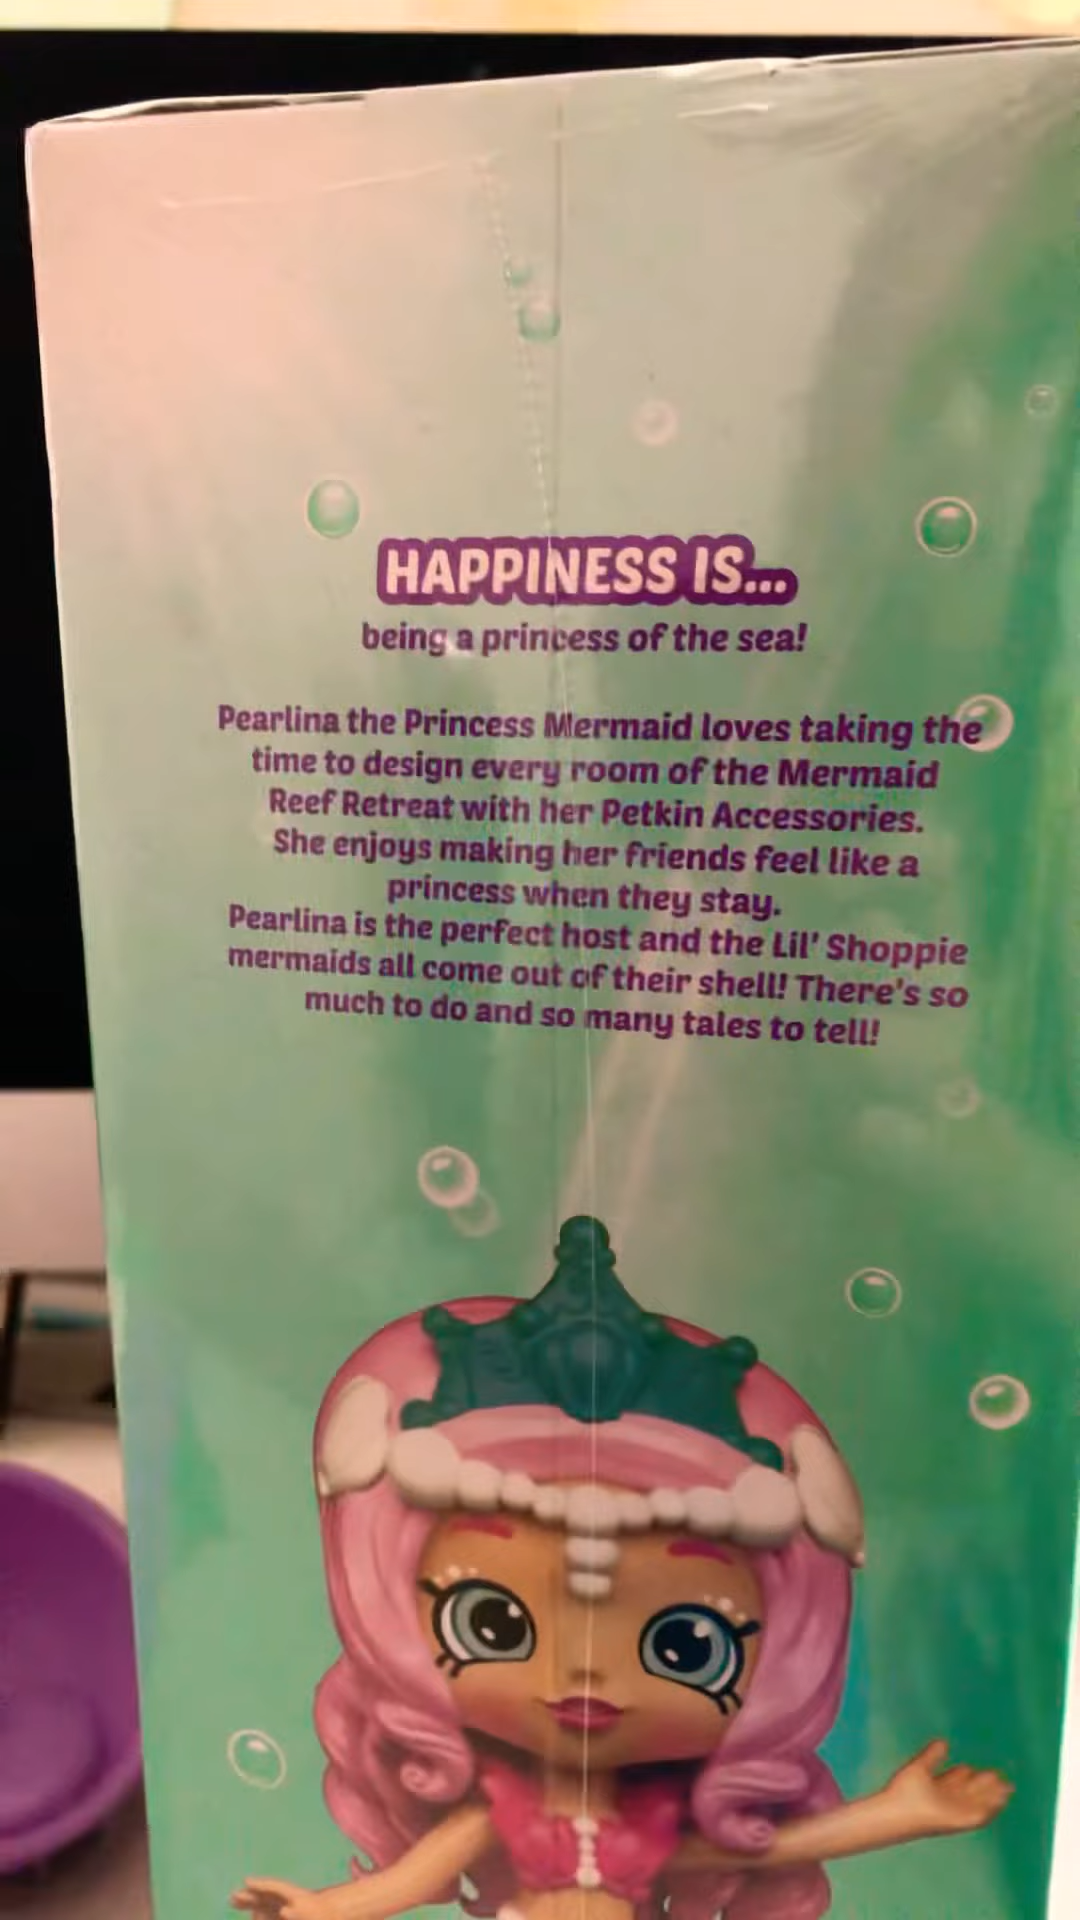 HAPPINESS IS...
being a princess of the sea!
Pearlina the Princess Mermaid loves taking the
time to design every room of the Mermaid
Reef Retreat with her Petkin Accessories.
She enjoys making her friends feel like a
princess when they stay.
Pearlina is the perfect host and the Lil' Shoppie
mermaids all come out of their shell! There's so
much to do and so many tales to tell!